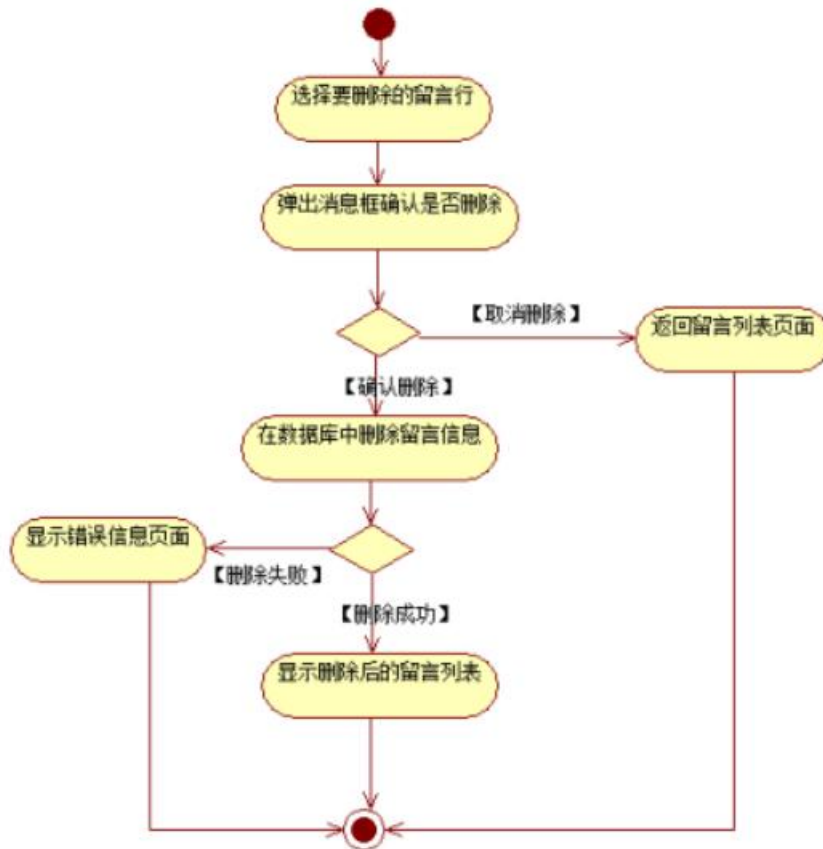 选择要删除的留言行
弹出消息框确认是否删除
【取消删除】
返回留言列表页面
【确认删除】
在数据库中删除留言信息
显示错误信息页面
【删除失败】
【删除成功】
显示删除后的留言列表